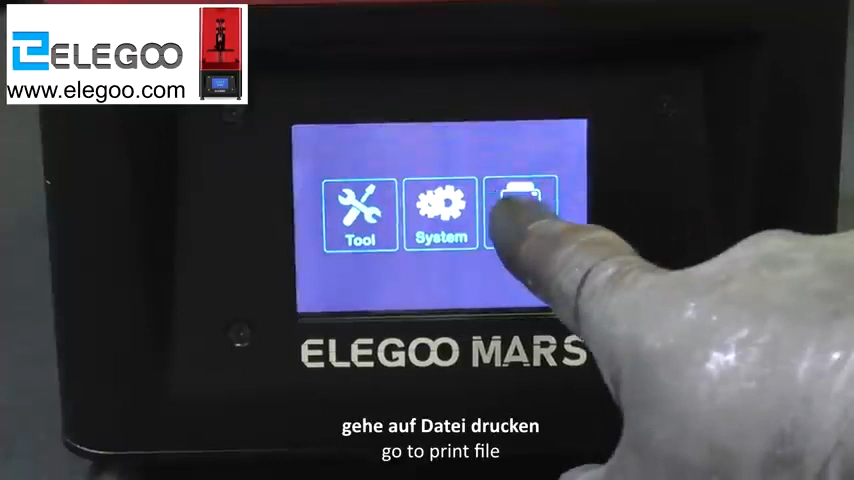 ELEGOO
www.elegoo.com
Tool
System
ELEGOO MARS
gehe auf Datei drucken
go to print file